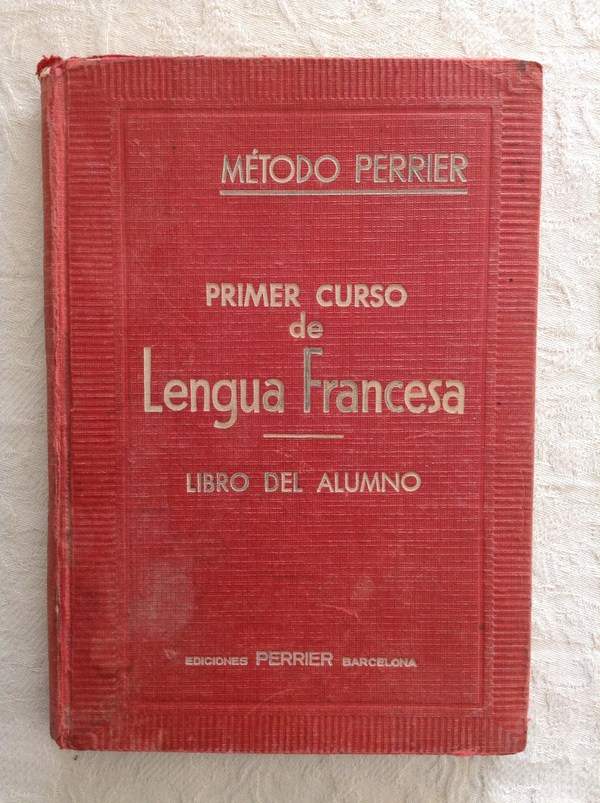 MÉTODO PERRIER
PRIMER CURSO
de
Lengua Francesa
LIBRO DEL ALUMNO
EDICIONES PERRIER BARCELONA